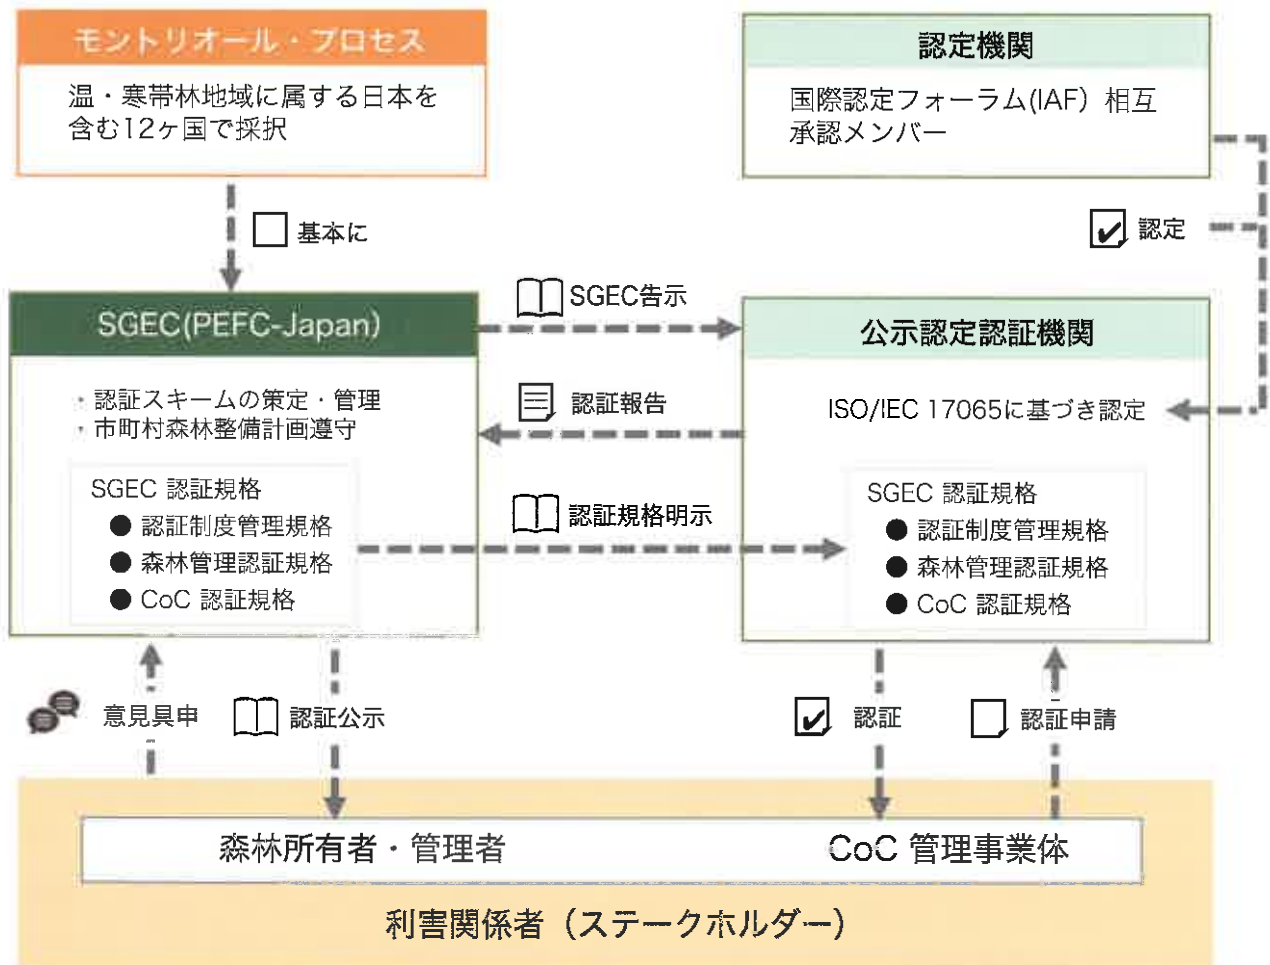 モントリオール・プロセス
温・寒帯林地域に属する日本を
含む12ヶ国で採択
認定機関
国際認定フォーラム(IAF）相互
承認メンバー
基本に
認定
SGEC(PEFC-Japan）
・認証スキームの策定・管理
・市町村森林整備計画遵守
SGEC 認証規格
● 認証制度管理規格
● 森林管理認証規格
● CoC 認証規格
SGEC告示
認証報告
認証規格明示
公示認定認証機関
ISO/IEC 17065に基づき認定
SGEC 認証規格
● 認証制度管理規格
● 森林管理認証規格
● CoC 認証規格
意見具申
認証公示
認証
認証申請
森林所有者・管理者
CoC 管理事業体
利害関係者（ステークホルダー）